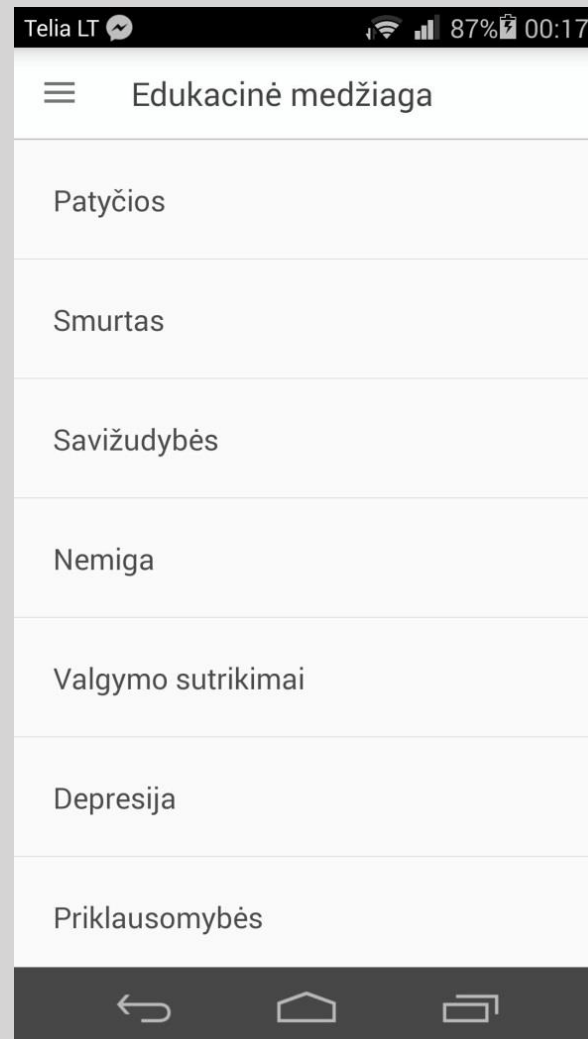 Telia LT 87% 00:17
Edukacinė medžiaga
Patyčios
Smurtas
Savižudybės
Nemiga
Valgymo sutrikimai
Depresija
Priklausomybės